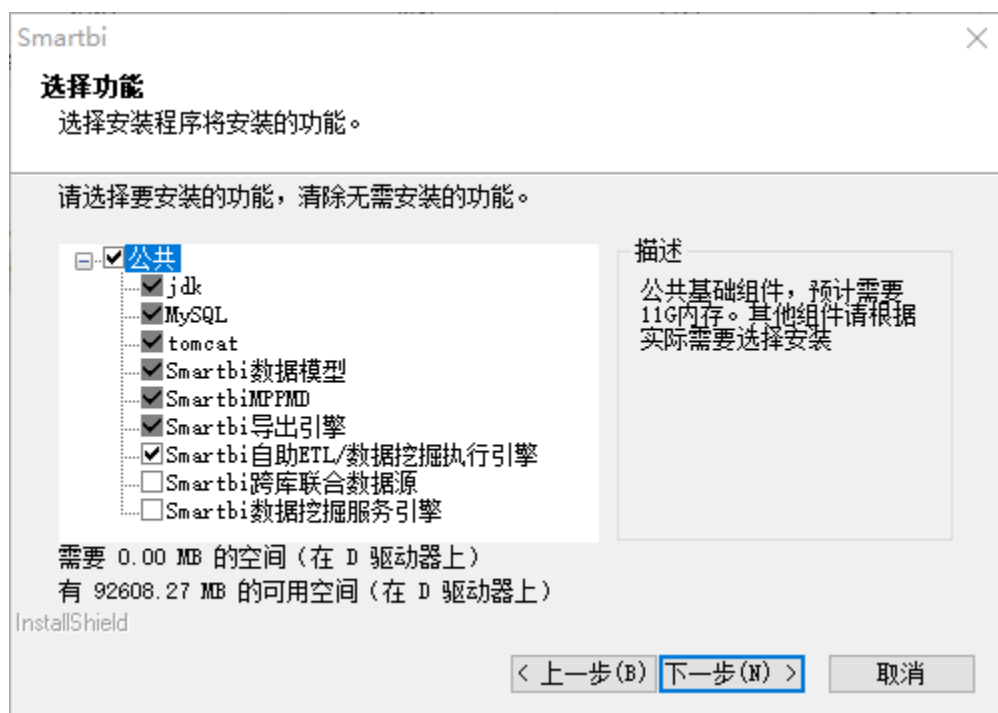 Smartbi
选择功能
选择安装程序将安装的功能。
请选择要安装的功能，清除无需安装的功能。
公共
jdk
MySQL
tomcat
Smartbi数据模型
SmartbiMPPMD
Smartbi导出引擎
Smartbi自助ETL/数据挖掘执行引擎
Smartbi跨库联合数据源
Smartbi数据挖掘服务引擎
描述
公共基础组件，预计需要
11G内存。其他组件请根据
实际需要选择安装
需要 0.00 MB 的空间（在 D 驱动器上）
有 92608.27 MB 的可用空间（在 D 驱动器上）
InstallShield
< 上一步(B) 下一步(N) > 取消